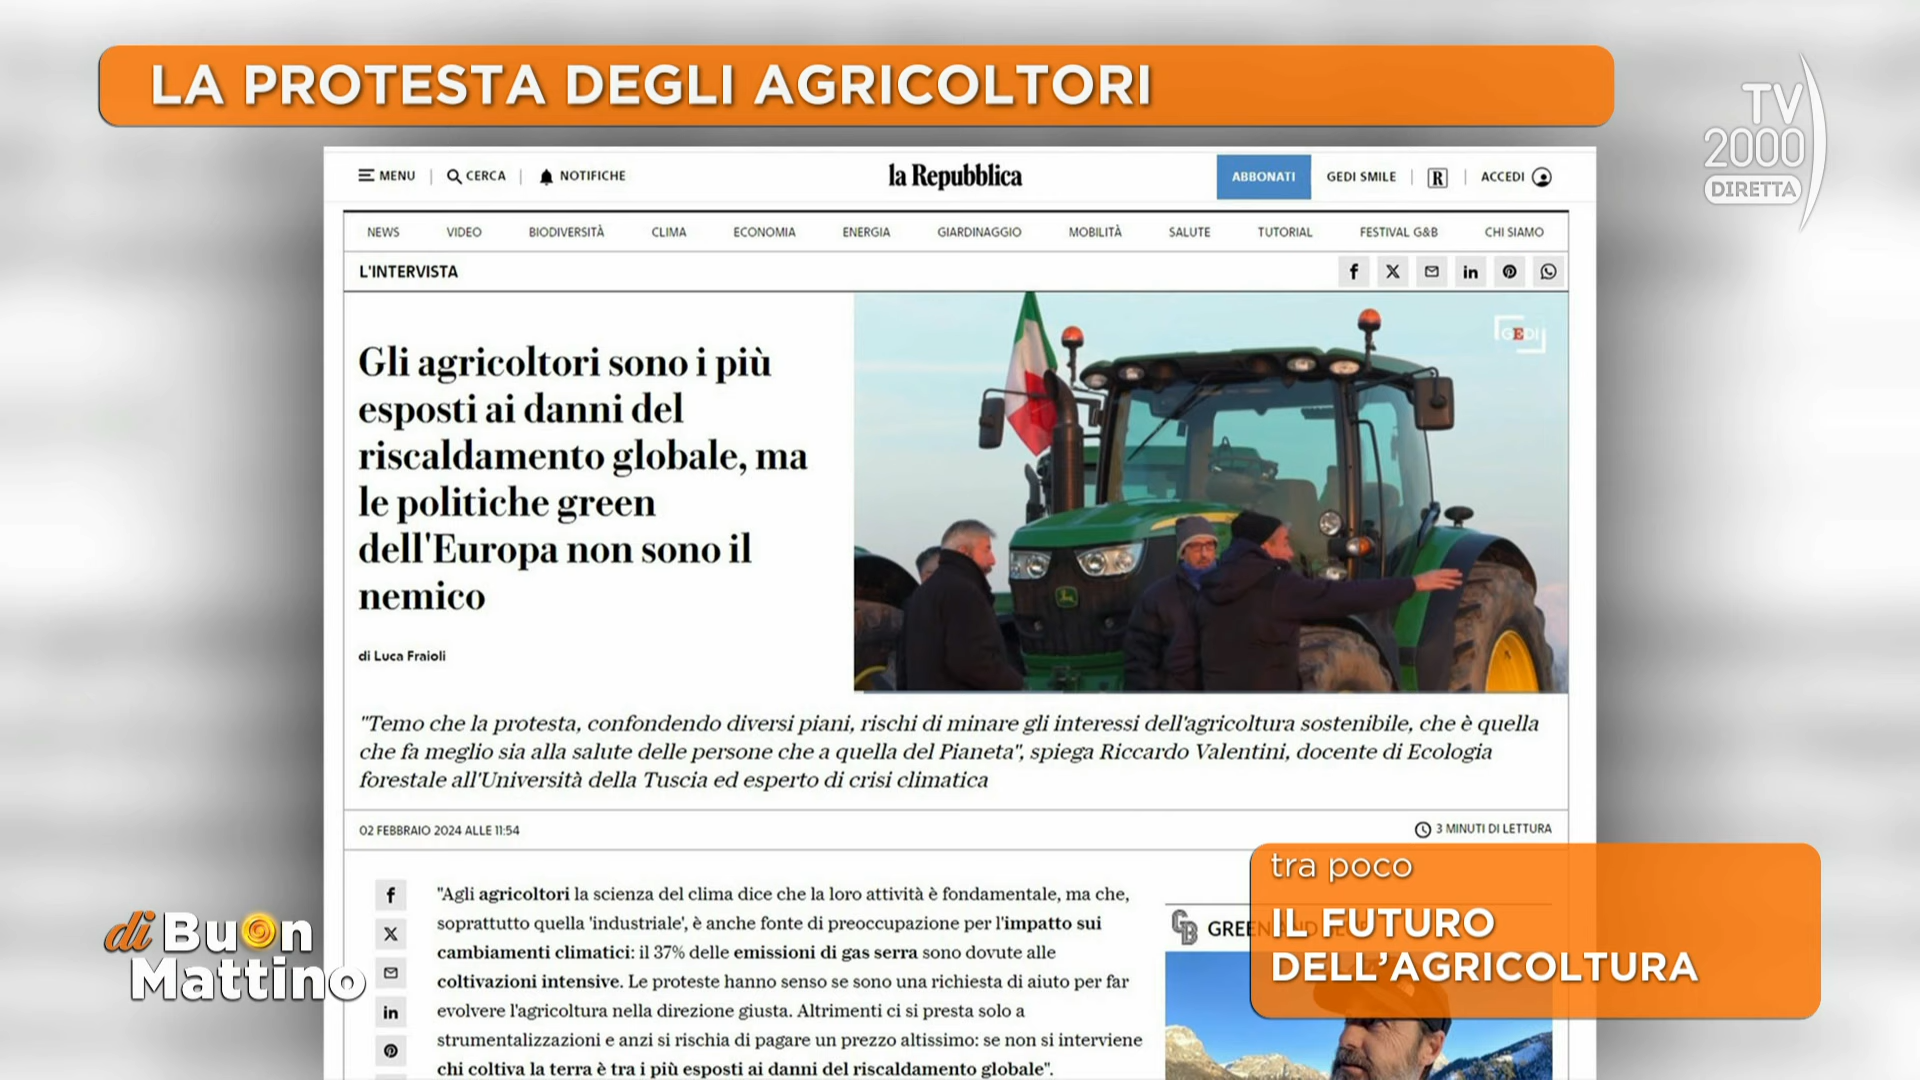 LA PROTESTA DEGLI AGRICOLTORI
TV
2000
DIRETTA
MENU
CERCA
NOTIFICHE
la Repubblica
ABBONATI
GEDI SMILE
R
ACCEDI
NEWS VIDEO BIODIVERSITÀ CLIMA ECONOMIA ENERGIA GIARDINAGGIO MOBILITÀ SALUTE TUTORIAL FESTIVAL G&B CHI SIAMO
L'INTERVISTA
GEDI
Gli agricoltori sono i più
esposti ai danni del
riscaldamento globale, ma
le politiche green
dell'Europa non sono il
nemico
di Luca Fraioli
"Temo che la protesta, confondendo diversi piani, rischi di minare gli interessi dell'agricoltura sostenibile, che è quella
che fa meglio sia alla salute delle persone che a quella del Pianeta", spiega Riccardo Valentini, docente di Ecologia
forestale all'Università della Tuscia ed esperto di crisi climatica
02 FEBBRAIO 2024 ALLE 11:54
3 MINUTI DI LETTURA
"Agli agricoltori la scienza del clima dice che la loro attività è fondamentale, ma che,
soprattutto quella 'industriale', è anche fonte di preoccupazione per l'impatto sui
cambiamenti climatici: il 37% delle emissioni di gas serra sono dovute alle
coltivazioni intensive. Le proteste hanno senso se sono una richiesta di aiuto per far
evolvere l'agricoltura nella direzione giusta. Altrimenti ci si presta solo a
strumentalizzazioni e anzi si rischia di pagare un prezzo altissimo: se non si interviene
chi coltiva la terra è tra i più esposti ai danni del riscaldamento globale".
tra poco
IL FUTURO
DELL'AGRICOLTURA
di Buon
Mattino